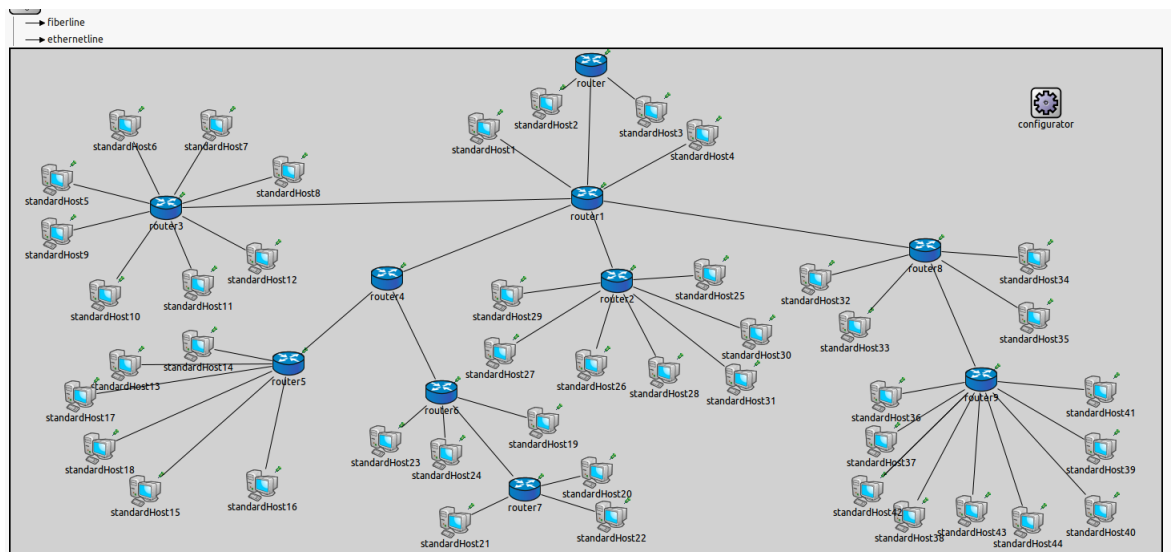 fiberline
ethernetline
router
standardHost2
standardHost3
configurator
standardHost6
standardHost7
standardHost1
standardHost4
standardHost8
standardHost5
router1
router3
standardHost9
router8
standardHost12
standardHost34
router4
router2
standardHost25
standardHost32
standardHost10
standardHost11
standardHost29
standardHost35
standardHost33
standardHost30
standardHost14
standardHost27
router5
standardHost13
standardHost26
standardHost28
router9
standardHost31
router6
standardHost41
standardHost17
standardHost36
standardHost19
standardHost23
standardHost37
standardHost18
standardHost39
standardHost24
standardHost20
router7
standardHost16
standardHost15
standardHost42
standardHost43
standardHost40
standardHost38
standardHost21
standardHost22
standardHost44